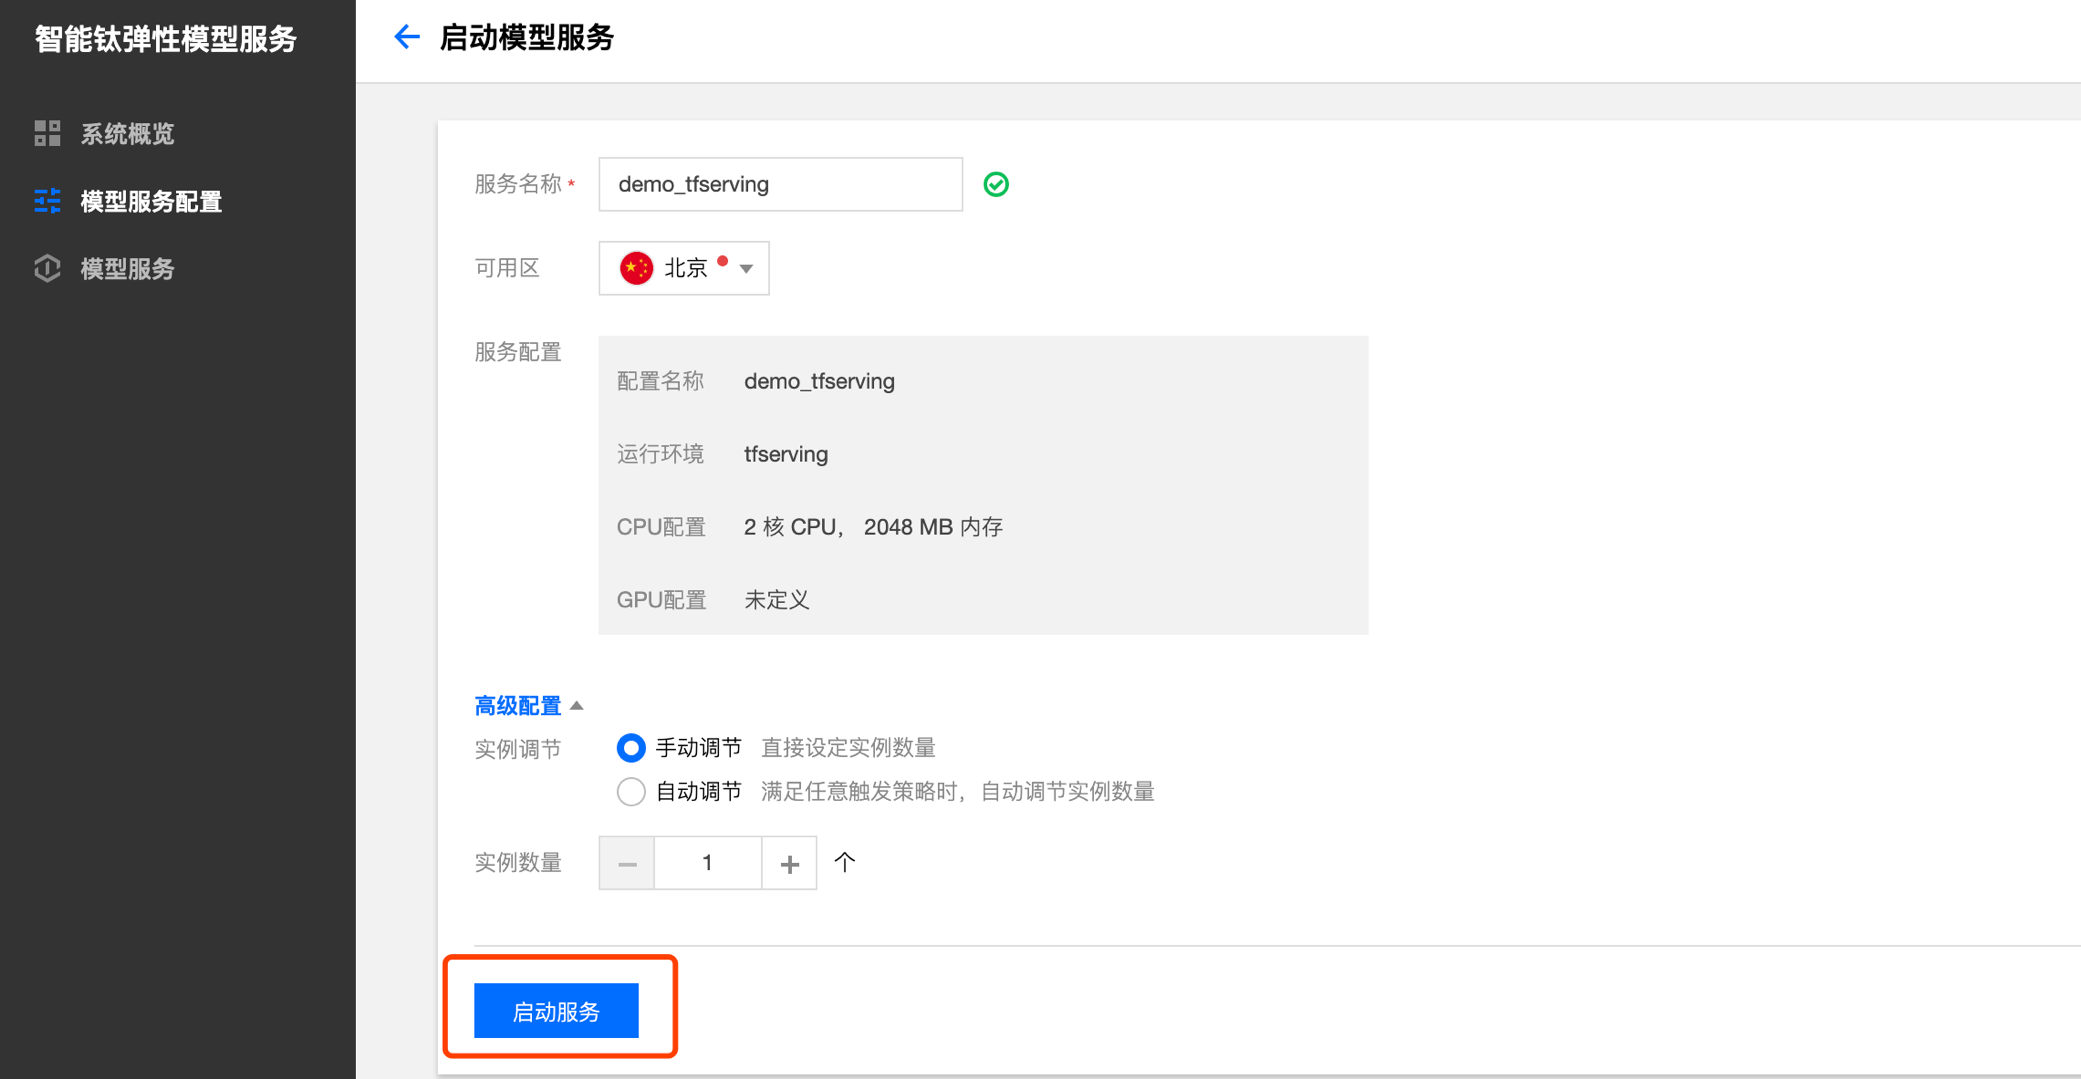 智能钛弹性模型服务
系统概览
模型服务配置
模型服务
启动模型服务
服务名称* demo_tfserving
可用区 北京
服务配置
配置名称 demo_tfserving
运行环境 tfserving
CPU配置 2 核 CPU， 2048 MB 内存
GPU配置 未定义
高级配置
实例调节 手动调节 直接设定实例数量
自动调节 满足任意触发策略时，自动调节实例数量
实例数量 − 1 + 个
启动服务